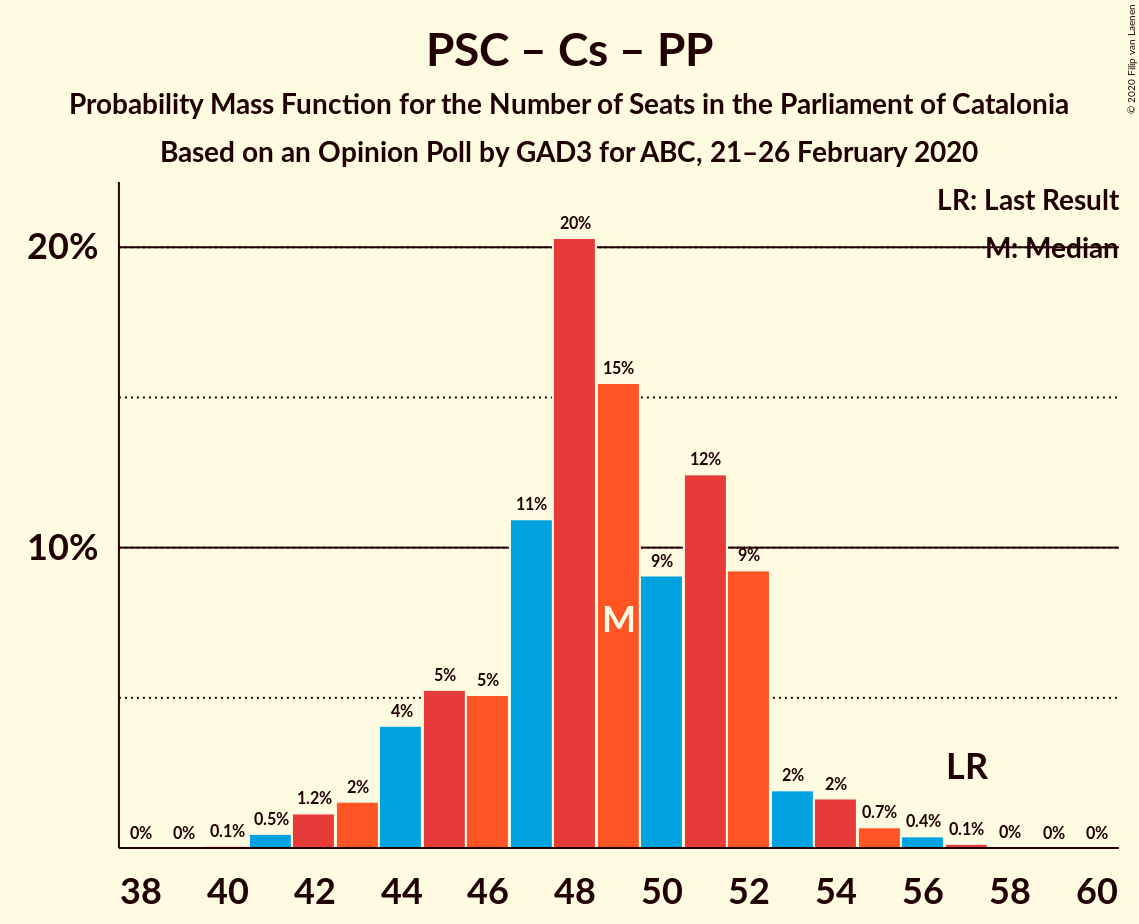 PSC – Cs – PP
Probability Mass Function for the Number of Seats in the Parliament of Catalonia
Based on an Opinion Poll by GAD3 for ABC, 21–26 February 2020
© 2020 Filip van Laenen
LR: Last Result
M: Median
20%
10%
0%
0%
0.1%
0.5%
1.2%
2%
4%
5%
5%
11%
20%
15%
9%
12%
9%
2%
2%
0.7%
0.4%
0.1%
0%
0%
0%
M
LR
38 40 42 44 46 48 50 52 54 56 58 60